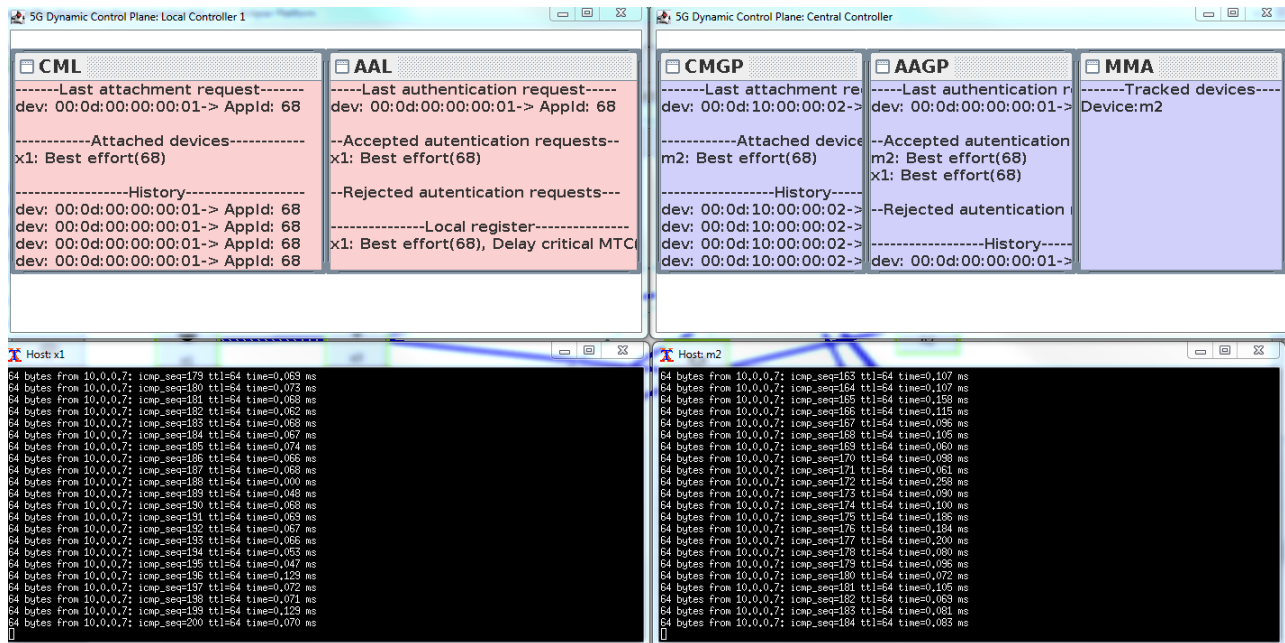 5G Dynamic Control Plane: Local Controller 1
CML
-------Last attachment request-------
dev: 00:0d:00:00:00:01-> AppId: 68
------------Attached devices------------
x1: Best effort(68)
------------------History------------------
dev: 00:0d:00:00:00:01-> AppId: 68
dev: 00:0d:00:00:00:01-> AppId: 68
dev: 00:0d:00:00:00:01-> AppId: 68
dev: 00:0d:00:00:00:01-> AppId: 68
AAL
-----Last authentication request-----
dev: 00:0d:00:00:00:01-> AppId: 68
--Accepted autentication requests--
x1: Best effort(68)
--Rejected autentication requests---
---------------Local register---------------
x1: Best effort(68), Delay critical MTC(
5G Dynamic Control Plane: Central Controller
CMGP
-------Last attachment re
dev: 00:0d:10:00:00:02->
------------Attached device
m2: Best effort(68)
------------------History-----
dev: 00:0d:10:00:00:02->
dev: 00:0d:10:00:00:02->
dev: 00:0d:10:00:00:02->
dev: 00:0d:10:00:00:02->
AAGP
-----Last authentication r
dev: 00:0d:00:00:00:01->
--Accepted autentication
m2: Best effort(68)
x1: Best effort(68)
--Rejected autentication
------------------History-----
dev: 00:0d:00:00:00:01->
MMA
-------Tracked devices----
Device:m2
Host: x1
64 bytes from 10.0.0.7: icmp_seq=179 ttl=64 time=0.069 ms
64 bytes from 10.0.0.7: icmp_seq=180 ttl=64 time=0.073 ms
64 bytes from 10.0.0.7: icmp_seq=181 ttl=64 time=0.068 ms
64 bytes from 10.0.0.7: icmp_seq=182 ttl=64 time=0.062 ms
64 bytes from 10.0.0.7: icmp_seq=183 ttl=64 time=0.068 ms
64 bytes from 10.0.0.7: icmp_seq=184 ttl=64 time=0.067 ms
64 bytes from 10.0.0.7: icmp_seq=185 ttl=64 time=0.074 ms
64 bytes from 10.0.0.7: icmp_seq=186 ttl=64 time=0.066 ms
64 bytes from 10.0.0.7: icmp_seq=187 ttl=64 time=0.068 ms
64 bytes from 10.0.0.7: icmp_seq=188 ttl=64 time=0.000 ms
64 bytes from 10.0.0.7: icmp_seq=189 ttl=64 time=0.048 ms
64 bytes from 10.0.0.7: icmp_seq=190 ttl=64 time=0.068 ms
64 bytes from 10.0.0.7: icmp_seq=191 ttl=64 time=0.069 ms
64 bytes from 10.0.0.7: icmp_seq=192 ttl=64 time=0.067 ms
64 bytes from 10.0.0.7: icmp_seq=193 ttl=64 time=0.066 ms
64 bytes from 10.0.0.7: icmp_seq=194 ttl=64 time=0.053 ms
64 bytes from 10.0.0.7: icmp_seq=195 ttl=64 time=0.047 ms
64 bytes from 10.0.0.7: icmp_seq=196 ttl=64 time=0.129 ms
64 bytes from 10.0.0.7: icmp_seq=197 ttl=64 time=0.072 ms
64 bytes from 10.0.0.7: icmp_seq=198 ttl=64 time=0.071 ms
64 bytes from 10.0.0.7: icmp_seq=199 ttl=64 time=0.129 ms
64 bytes from 10.0.0.7: icmp_seq=200 ttl=64 time=0.070 ms
Host: m2
64 bytes from 10.0.0.7: icmp_seq=163 ttl=64 time=0.107 ms
64 bytes from 10.0.0.7: icmp_seq=164 ttl=64 time=0.107 ms
64 bytes from 10.0.0.7: icmp_seq=165 ttl=64 time=0.158 ms
64 bytes from 10.0.0.7: icmp_seq=166 ttl=64 time=0.115 ms
64 bytes from 10.0.0.7: icmp_seq=167 ttl=64 time=0.096 ms
64 bytes from 10.0.0.7: icmp_seq=168 ttl=64 time=0.105 ms
64 bytes from 10.0.0.7: icmp_seq=169 ttl=64 time=0.060 ms
64 bytes from 10.0.0.7: icmp_seq=170 ttl=64 time=0.098 ms
64 bytes from 10.0.0.7: icmp_seq=171 ttl=64 time=0.061 ms
64 bytes from 10.0.0.7: icmp_seq=172 ttl=64 time=0.258 ms
64 bytes from 10.0.0.7: icmp_seq=173 ttl=64 time=0.090 ms
64 bytes from 10.0.0.7: icmp_seq=174 ttl=64 time=0.100 ms
64 bytes from 10.0.0.7: icmp_seq=175 ttl=64 time=0.186 ms
64 bytes from 10.0.0.7: icmp_seq=176 ttl=64 time=0.184 ms
64 bytes from 10.0.0.7: icmp_seq=177 ttl=64 time=0.200 ms
64 bytes from 10.0.0.7: icmp_seq=178 ttl=64 time=0.080 ms
64 bytes from 10.0.0.7: icmp_seq=179 ttl=64 time=0.096 ms
64 bytes from 10.0.0.7: icmp_seq=180 ttl=64 time=0.072 ms
64 bytes from 10.0.0.7: icmp_seq=181 ttl=64 time=0.105 ms
64 bytes from 10.0.0.7: icmp_seq=182 ttl=64 time=0.069 ms
64 bytes from 10.0.0.7: icmp_seq=183 ttl=64 time=0.081 ms
64 bytes from 10.0.0.7: icmp_seq=184 ttl=64 time=0.083 ms